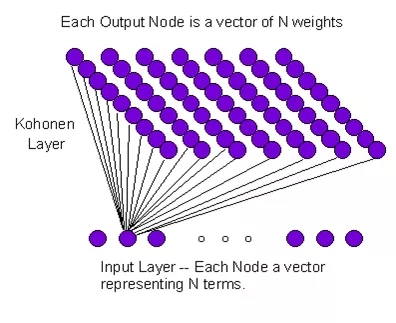 Each Output Node is a vector of N weights
Kohonen
Layer
Input Layer -- Each Node a vector
representing N terms.